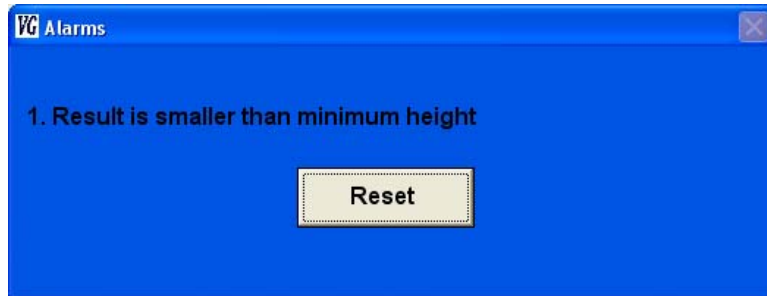 VG Alarms
1. Result is smaller than minimum height
Reset